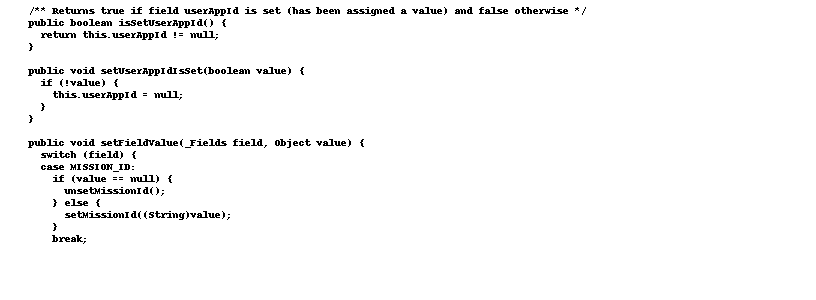 /** Returns true if field userAppId is set (has been assigned a value) and false otherwise */
public boolean isSetUserAppId() {
return this.userAppId != null;
}
public void setUserAppIdIsSet(boolean value) {
if (!value) {
this.userAppId = null;
}
}
public void setFieldValue(_Fields field, Object value) {
switch (field) {
case MISSION_ID:
if (value == null) {
unsetMissionId();
} else {
setMissionId((String)value);
}
break;